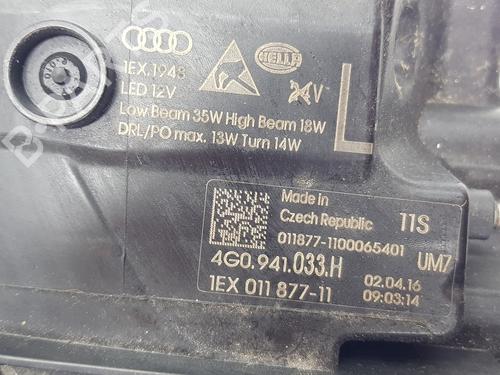 HELLA
1EX.1943
LED 12V
24V
Low Beam 35W High Beam 18W
DRL/PO max. 13W Turn 14W
L
Made in
Czech Republic
11S
011877-1100065401
4G0.941.033.H
UM7
1EX 011 877-11
02.04.16
09:03:14